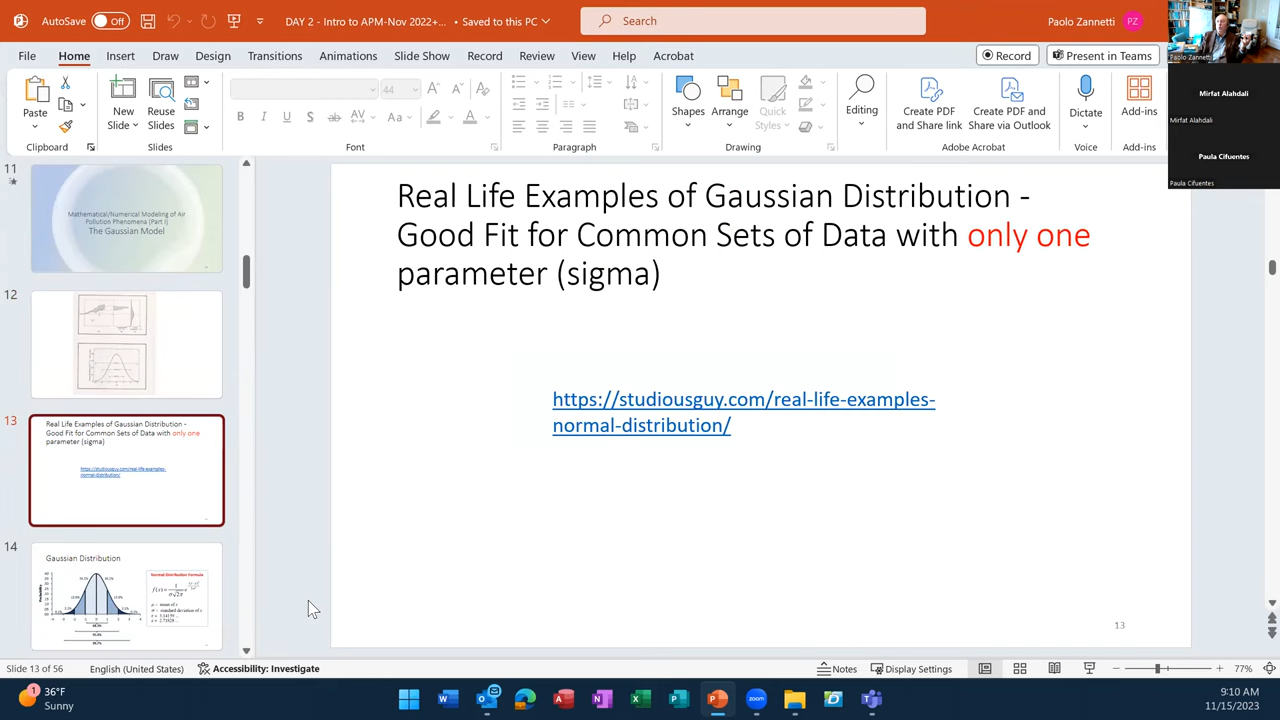 AutoSave Off DAY 2 - Intro to APM-Nov 2022+... • Saved to this PC Search Paolo Zannetti PZ
File Home Insert Draw Design Transitions Animations Slide Show Record Review View Help Acrobat Record Present in Teams
Paolo Zannetti
Mirfat Alahdali
Mirfat Alahdali
Paula Cifuentes
Paula Cifuentes
Paste New Slide Reuse Slides 44 Shapes Arrange Quick Styles Editing Create PDF and Share link Create PDF and Share via Outlook Dictate Add-ins
Clipboard Slides Font Paragraph Drawing Adobe Acrobat Voice Add-ins
11
Mathematical/Numerical Modeling of Air
Pollution Phenomena (Part I)
The Gaussian Model
12
13
Real Life Examples of Gaussian Distribution -
Good Fit for Common Sets of Data with only one
parameter (sigma)
https://studiousguy.com/real-life-examples-
normal-distribution/
14
Gaussian Distribution
Normal Distribution Formula
Real Life Examples of Gaussian Distribution -
Good Fit for Common Sets of Data with only one
parameter (sigma)
https://studiousguy.com/real-life-examples-
normal-distribution/
13
Slide 13 of 56 English (United States) Accessibility: Investigate Notes Display Settings 77%
1 36°F
Sunny
9:10 AM
11/15/2023